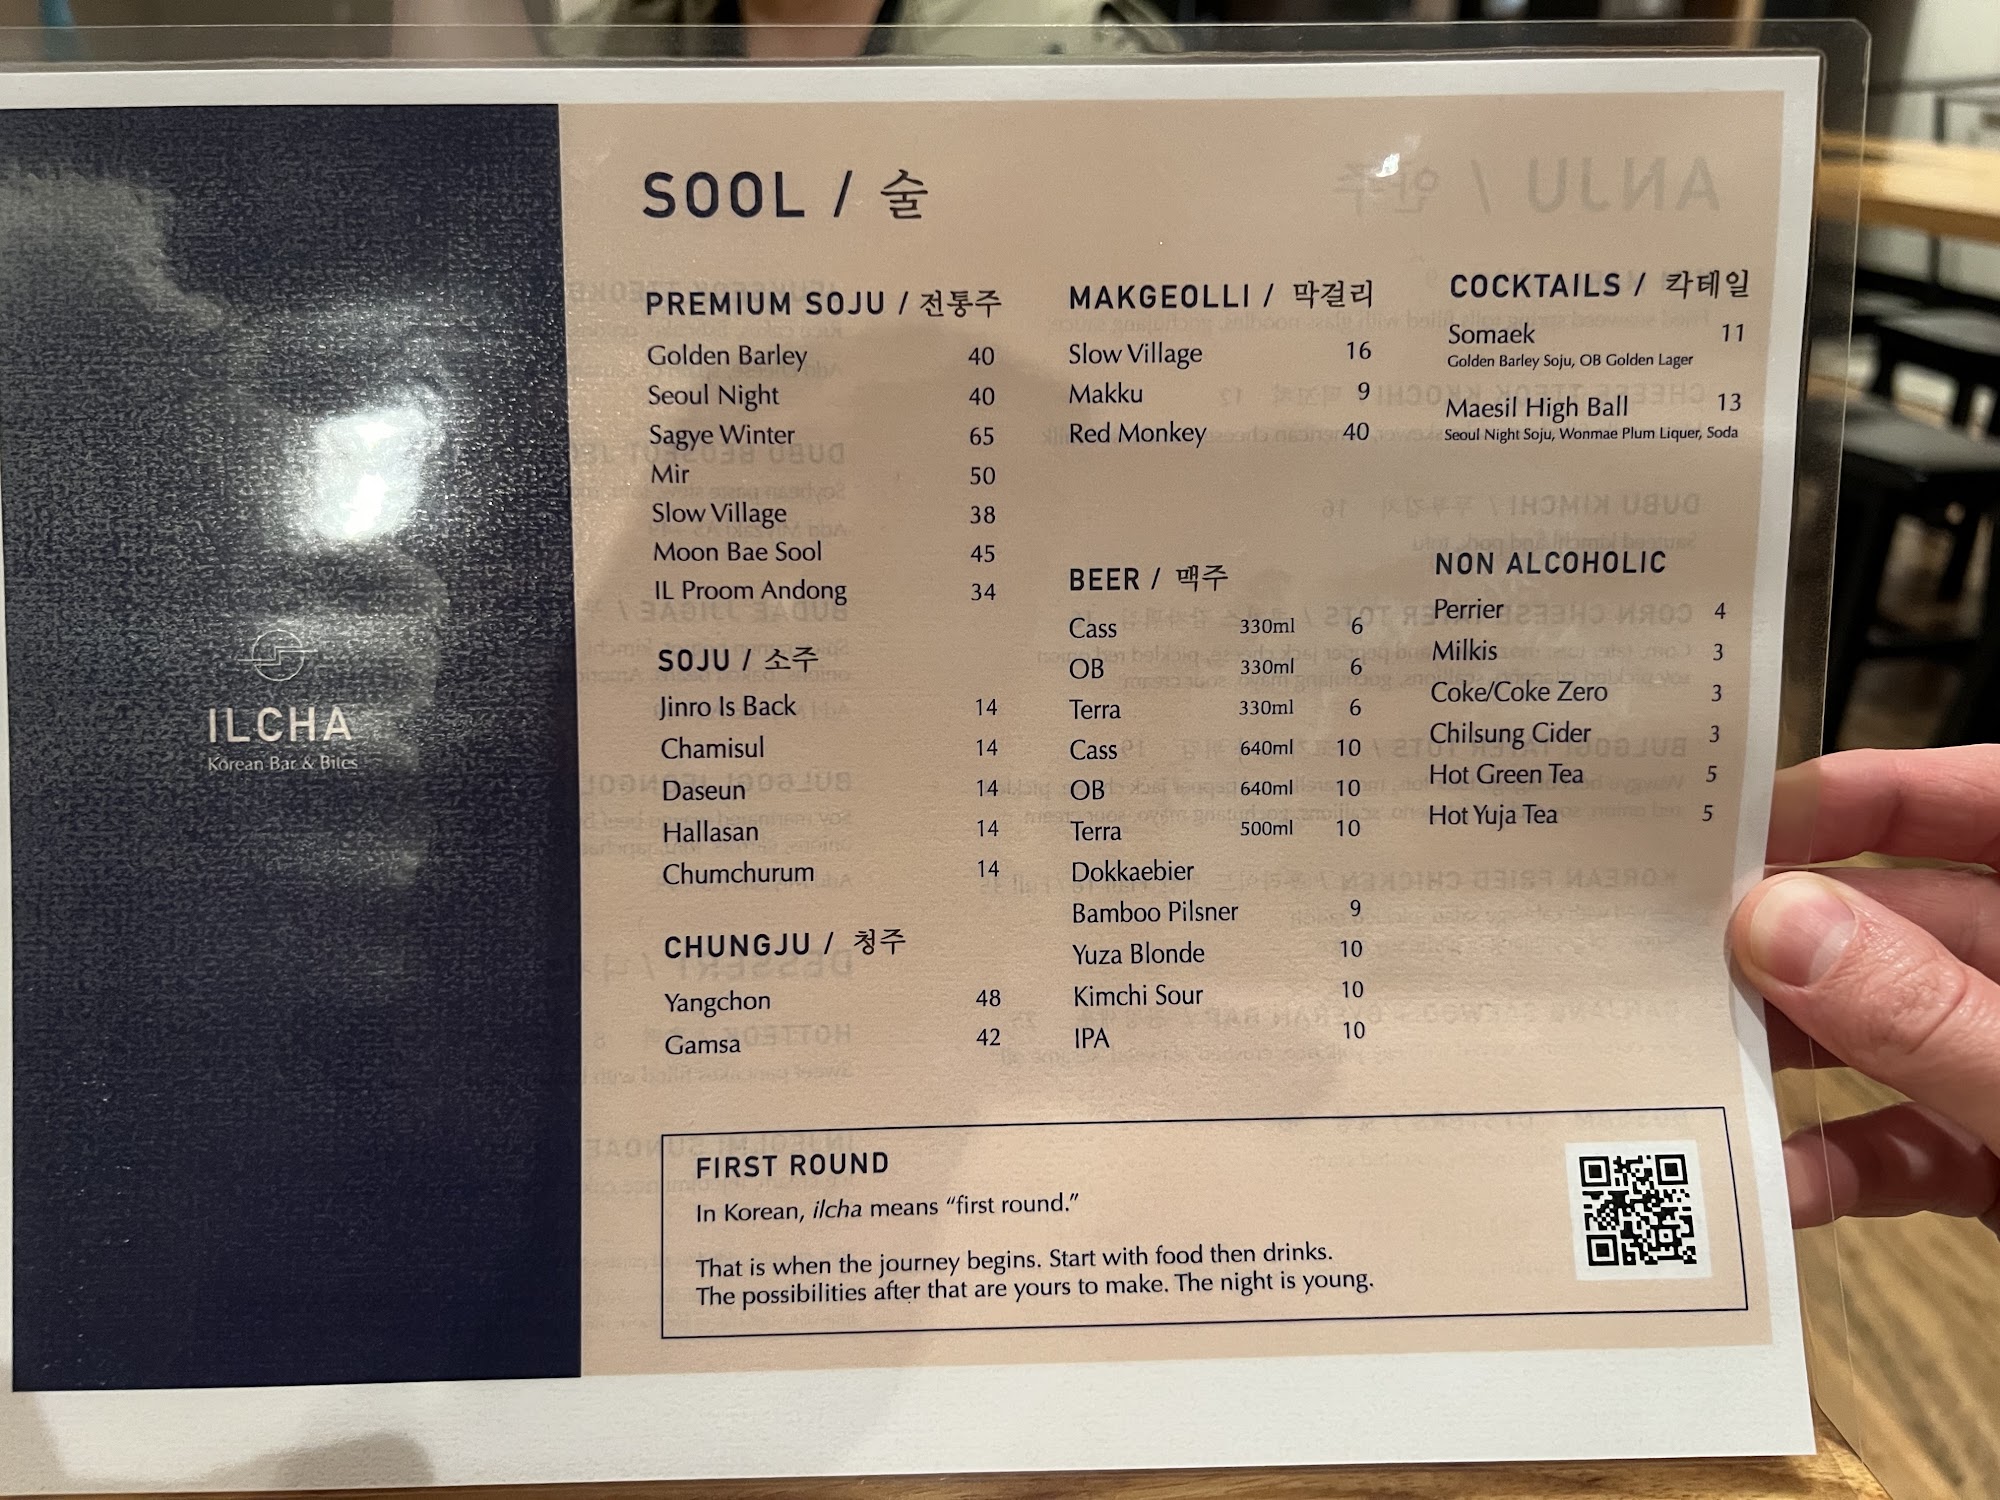 ILCHA
Korean Bar & Bites
SOOL / 술
PREMIUM SOJU / 전통주
Golden Barley 40
Seoul Night 40
Sagye Winter 65
Mir 50
Slow Village 38
Moon Bae Sool 45
IL Proom Andong 34
SOJU / 소주
Jinro Is Back 14
Chamisul 14
Daseun 14
Hallasan 14
Chumchurum 14
CHUNGJU / 청주
Yangchon 48
Gamsa 42
MAKGEOLLI / 막걸리
Slow Village 16
Makku 9
Red Monkey 40
BEER / 맥주
Cass 330ml 6
OB 330ml 6
Terra 330ml 6
Cass 640ml 10
OB 640ml 10
Terra 500ml 10
Dokkaebier
Bamboo Pilsner 9
Yuza Blonde 10
Kimchi Sour 10
IPA 10
COCKTAILS / 칵테일
Somaek 11
Golden Barley Soju, OB Golden Lager
Maesil High Ball 13
Seoul Night Soju, Wonmae Plum Liquer, Soda
NON ALCOHOLIC
Perrier 4
Milkis 3
Coke/Coke Zero 3
Chilsung Cider 3
Hot Green Tea 5
Hot Yuja Tea 5
FIRST ROUND
In Korean, ilcha means “first round.”
That is when the journey begins. Start with food then drinks.
The possibilities after that are yours to make. The night is young.